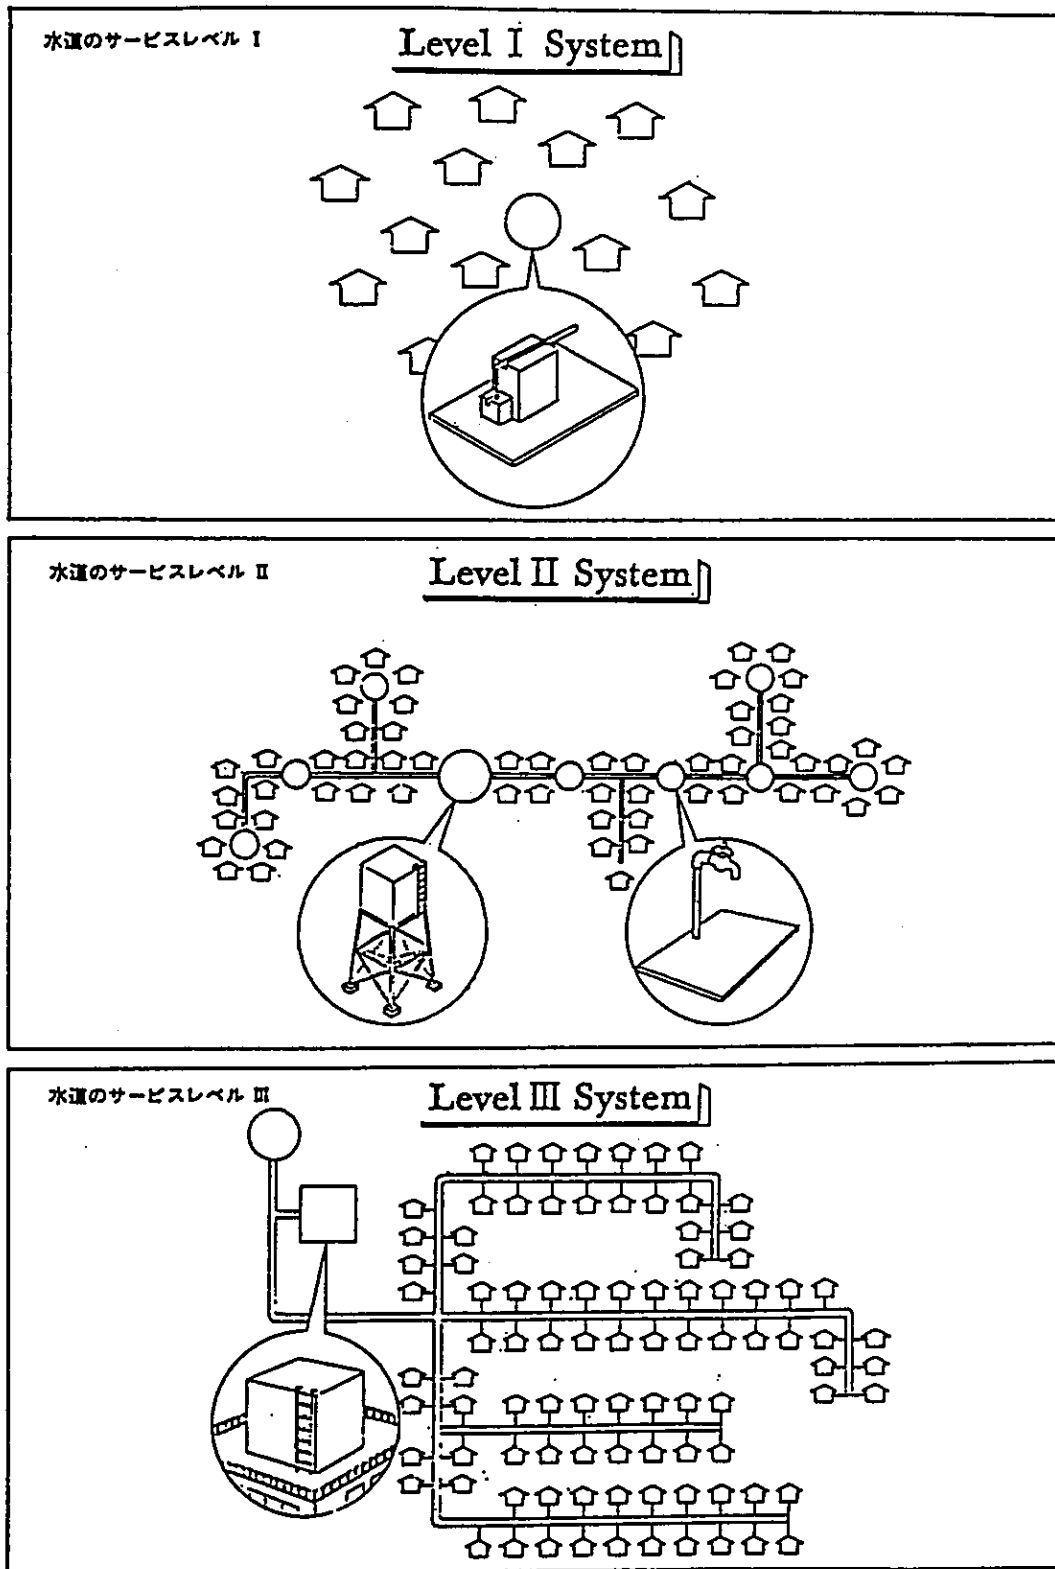 水道のサービスレベル I
Level I System
水道のサービスレベル II
Level II System
水道のサービスレベル III
Level III System